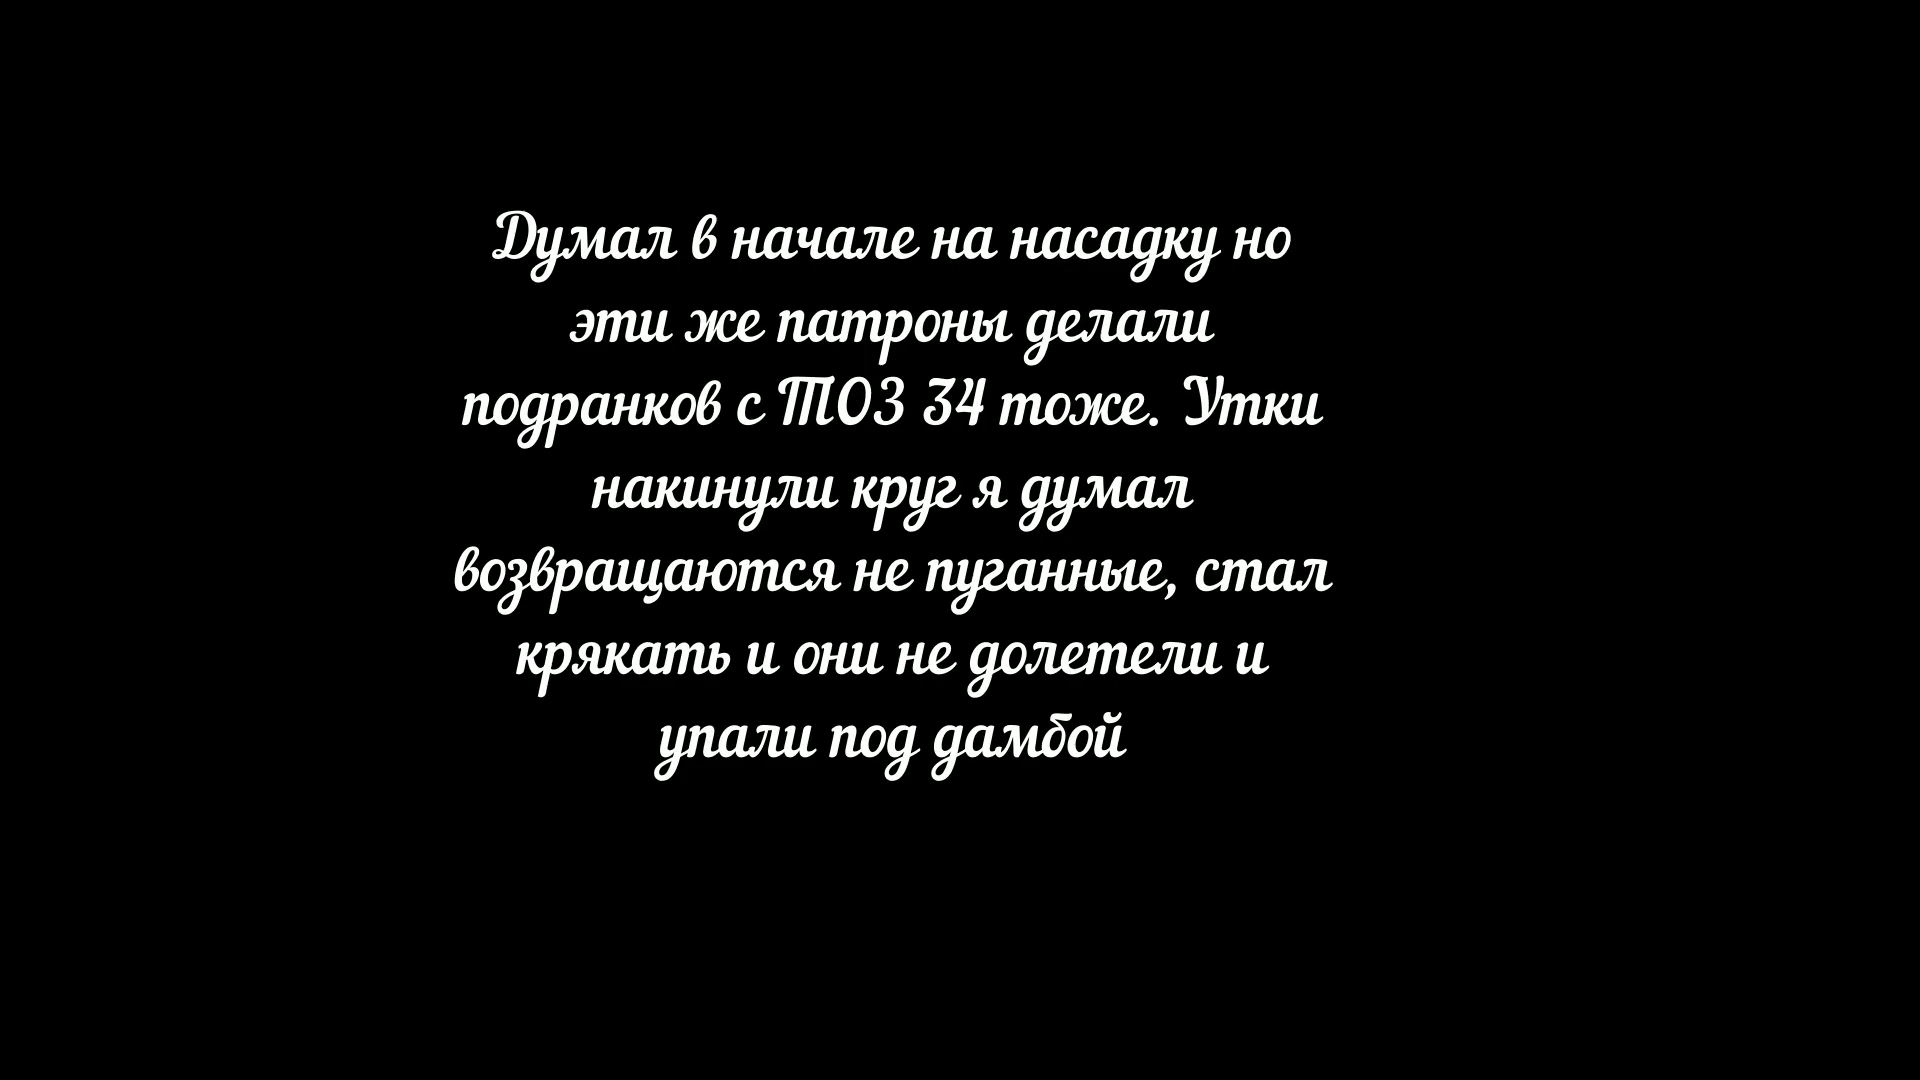 Думал в начале на насадку но
эти же патроны делали
подранков с ТОЗ 34 тоже. Утки
накинули круг я думал
возвращаются не пуганные, стал
крякать и они не долетели и
упали под дамбой